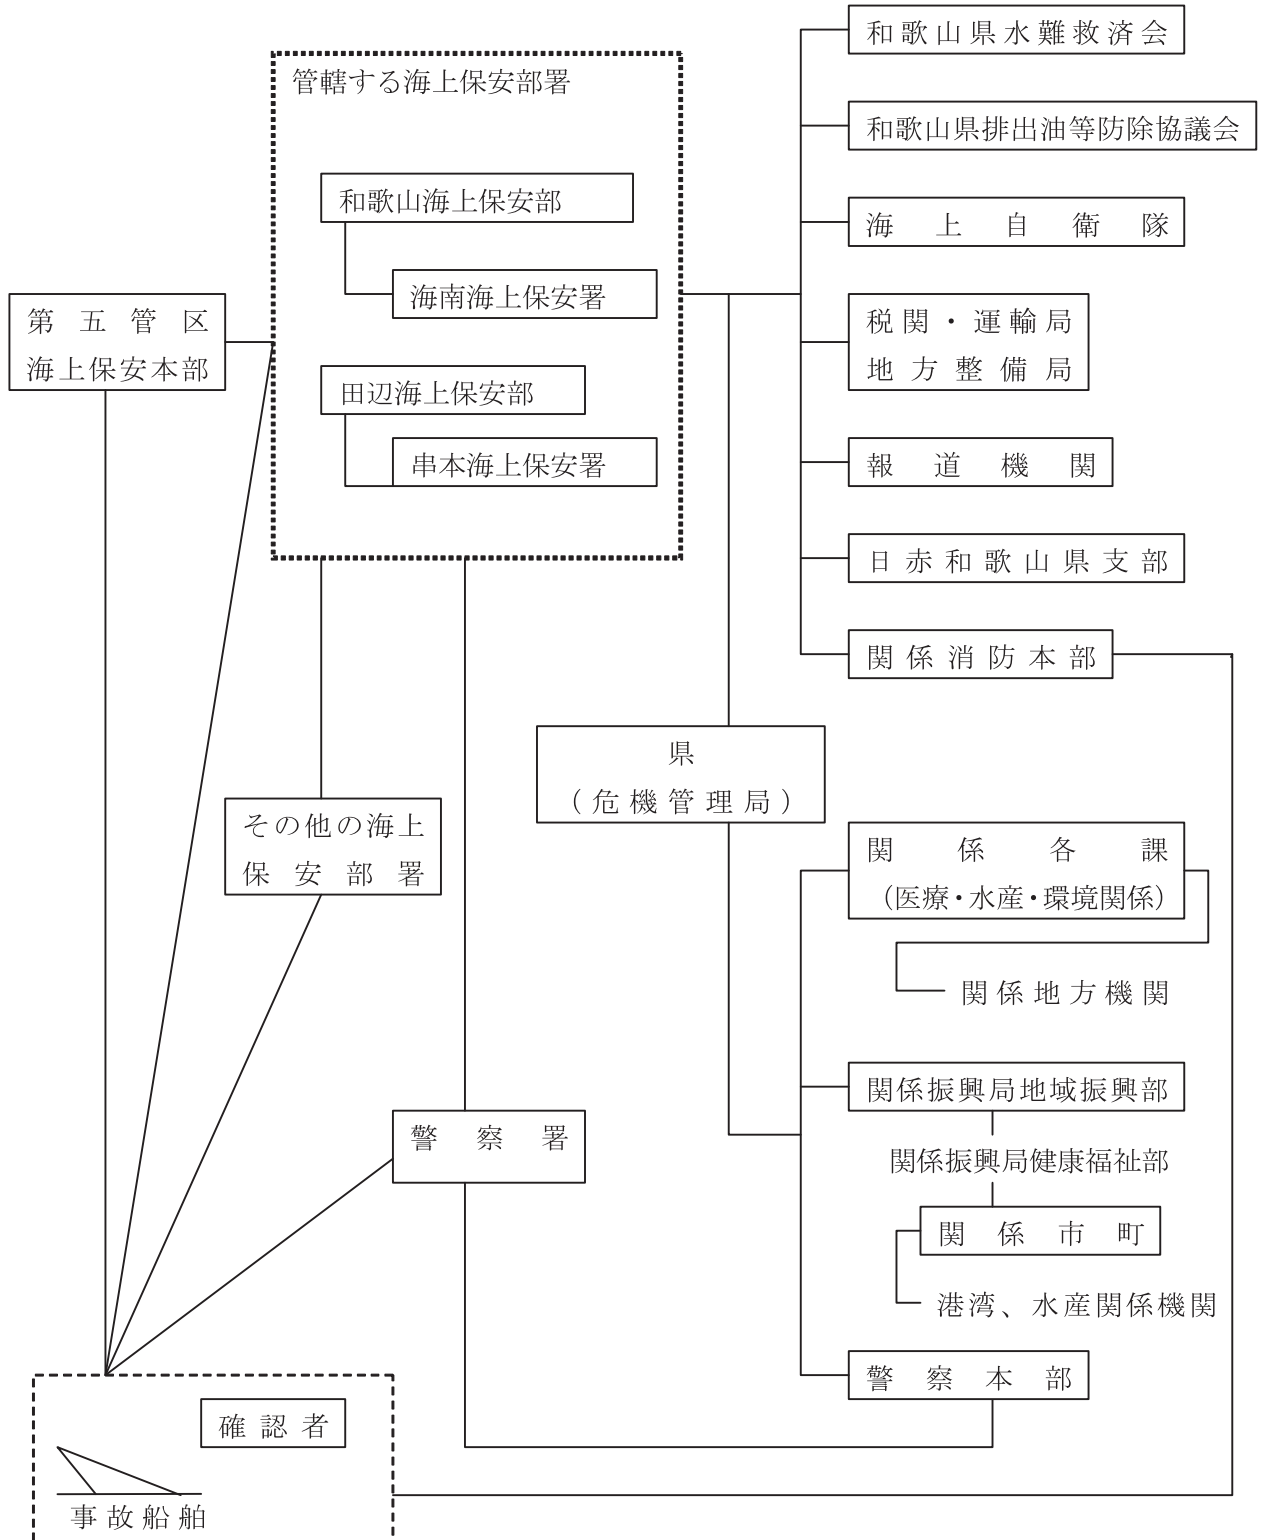 和歌山県水難救済会
管轄する海上保安部署
和歌山県排出油等防除協議会
和歌山海上保安部
海上自衛隊
海南海上保安署
第五管区
海上保安本部
税関・運輸局
地方整備局
田辺海上保安部
串本海上保安署
報道機関
日赤和歌山県支部
関係消防本部
県
（危機管理局）
その他の海上
保安部署
関係各課
（医療・水産・環境関係）
関係地方機関
関係振興局地域振興部
警察署
関係振興局健康福祉部
関係市町
港湾、水産関係機関
警察本部
確認者
事故船舶